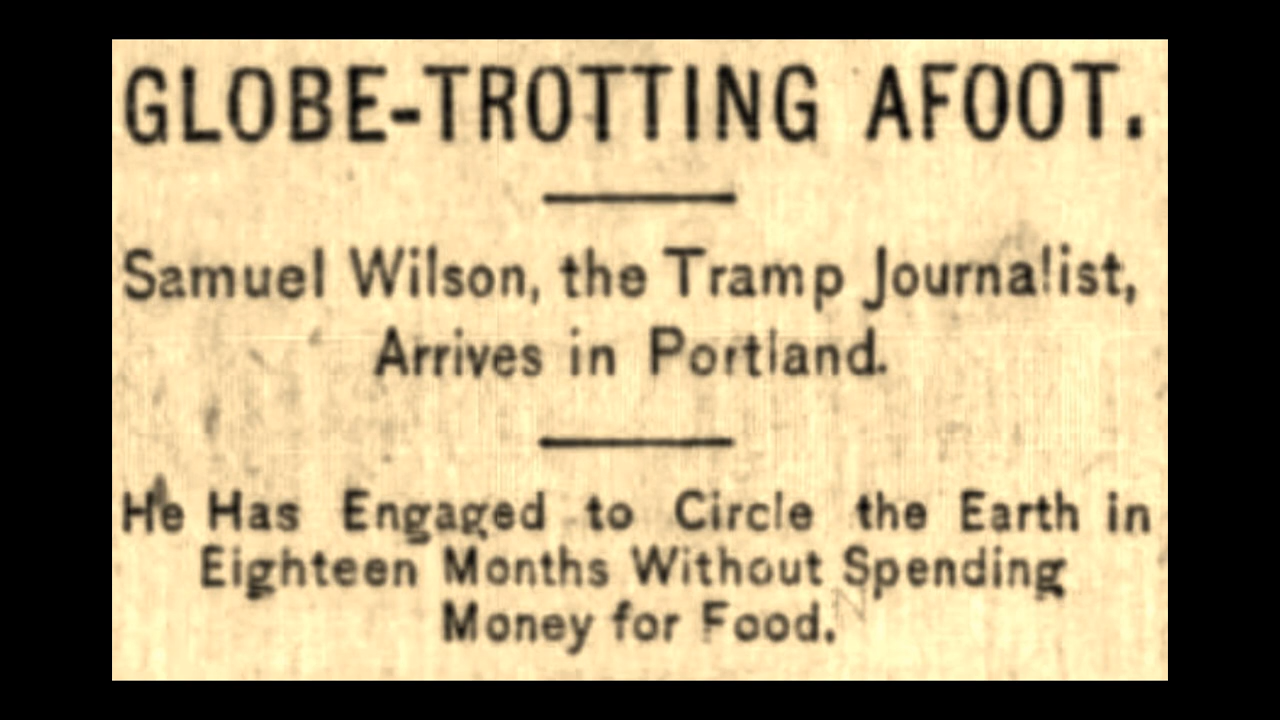 GLOBE-TROTTING AFOOT.
Samuel Wilson, the Tramp Journalist,
Arrives in Portland.
He Has Engaged to Circle the Earth in
Eighteen Months Without Spending
Money for Food.